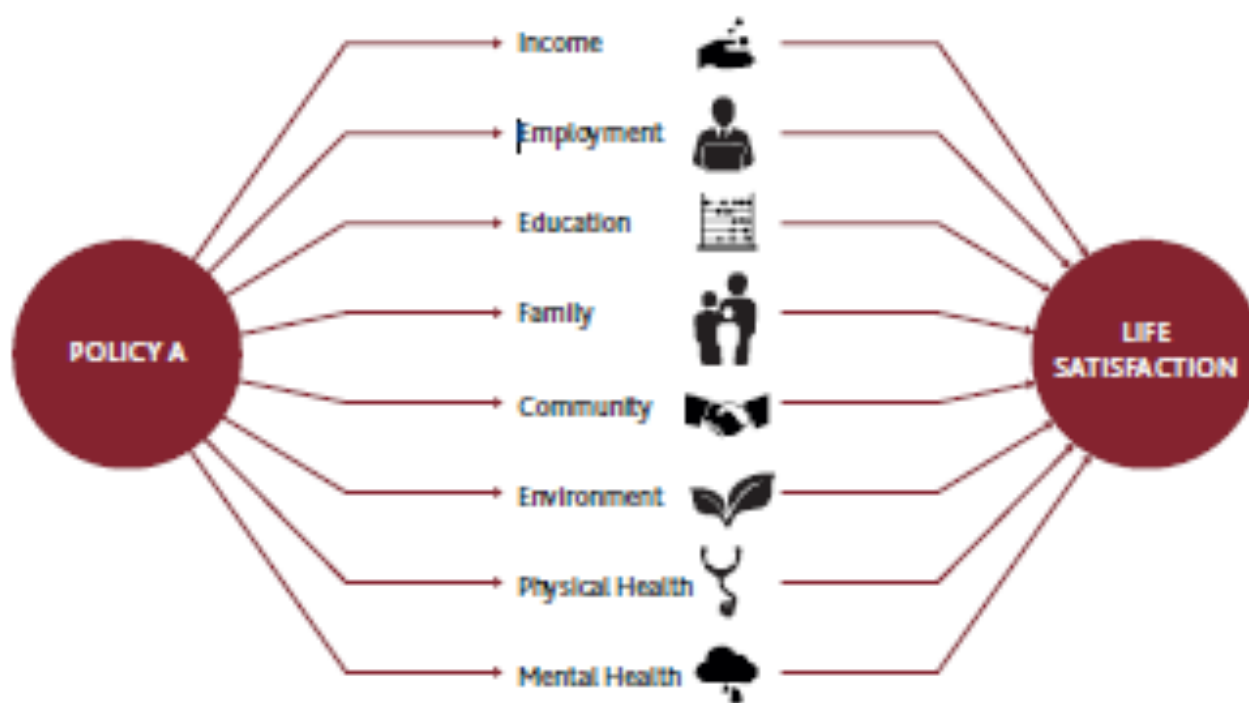 Income
Employment
Education
Family
POLICY A
LIFE
SATISFACTION
Community
Environment
Physical Health
Mental Health